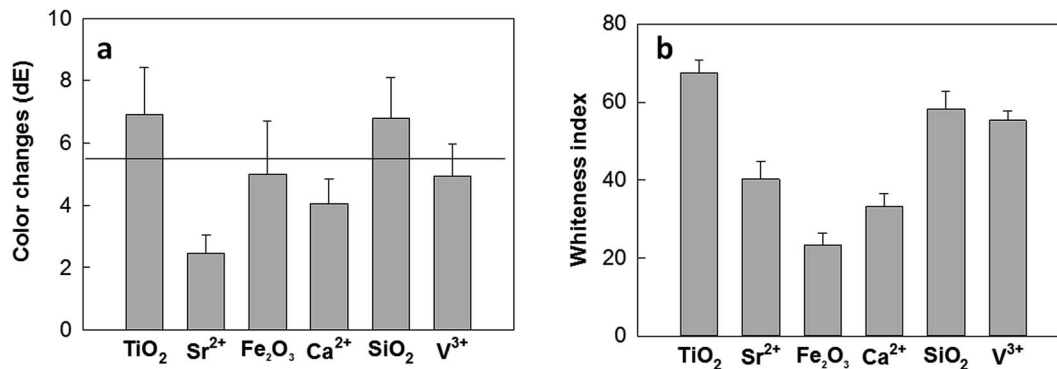 a
Color changes (dE)
10
8
6
4
2
0
TiO₂ Sr²⁺ Fe₂O₃ Ca²⁺ SiO₂ V³⁺
b
Whiteness index
80
60
40
20
0
TiO₂ Sr²⁺ Fe₂O₃ Ca²⁺ SiO₂ V³⁺